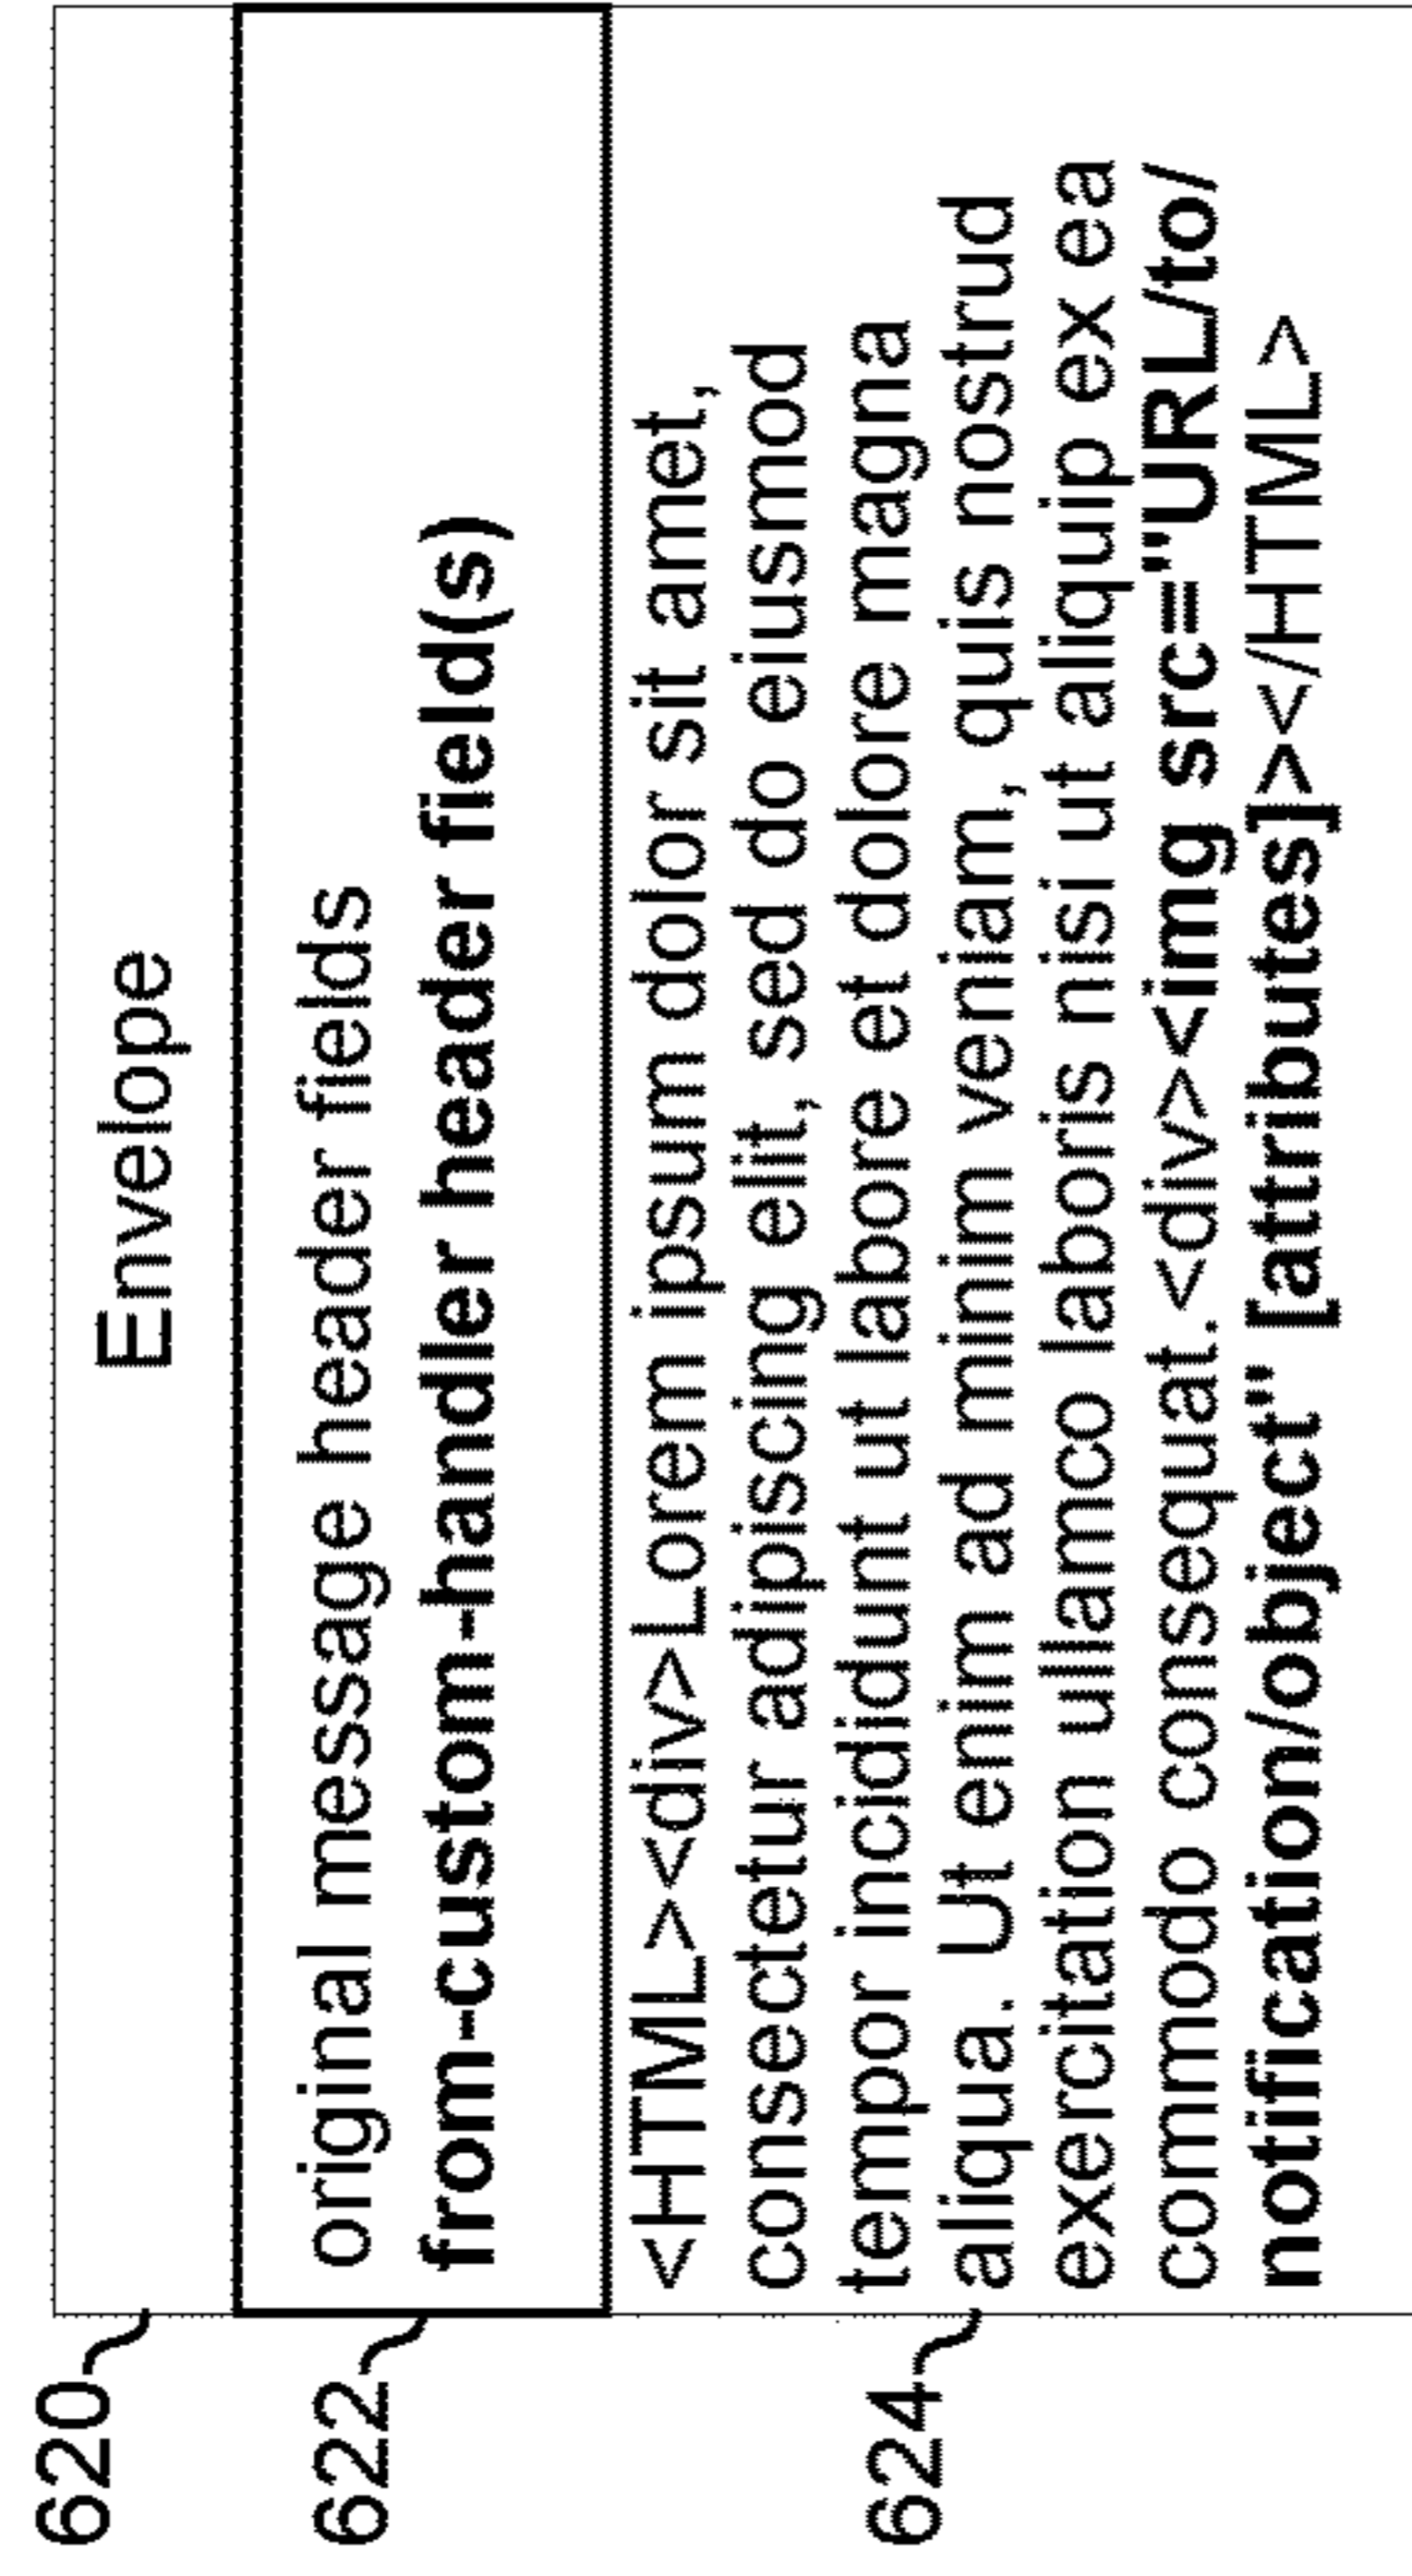 620
Envelope
622
original message header fields
from-custom-handler header field(s)
624
<HTML><div>Lorem ipsum dolor sit amet,
consectetur adipiscing elit, sed do eiusmod
tempor incididunt ut labore et dolore magna
aliqua. Ut enim ad minim veniam, quis nostrud
exercitation ullamco laboris nisi ut aliquip ex ea
commodo consequat.<div><img src="URL/to/
notification/object" [attributes]></HTML>